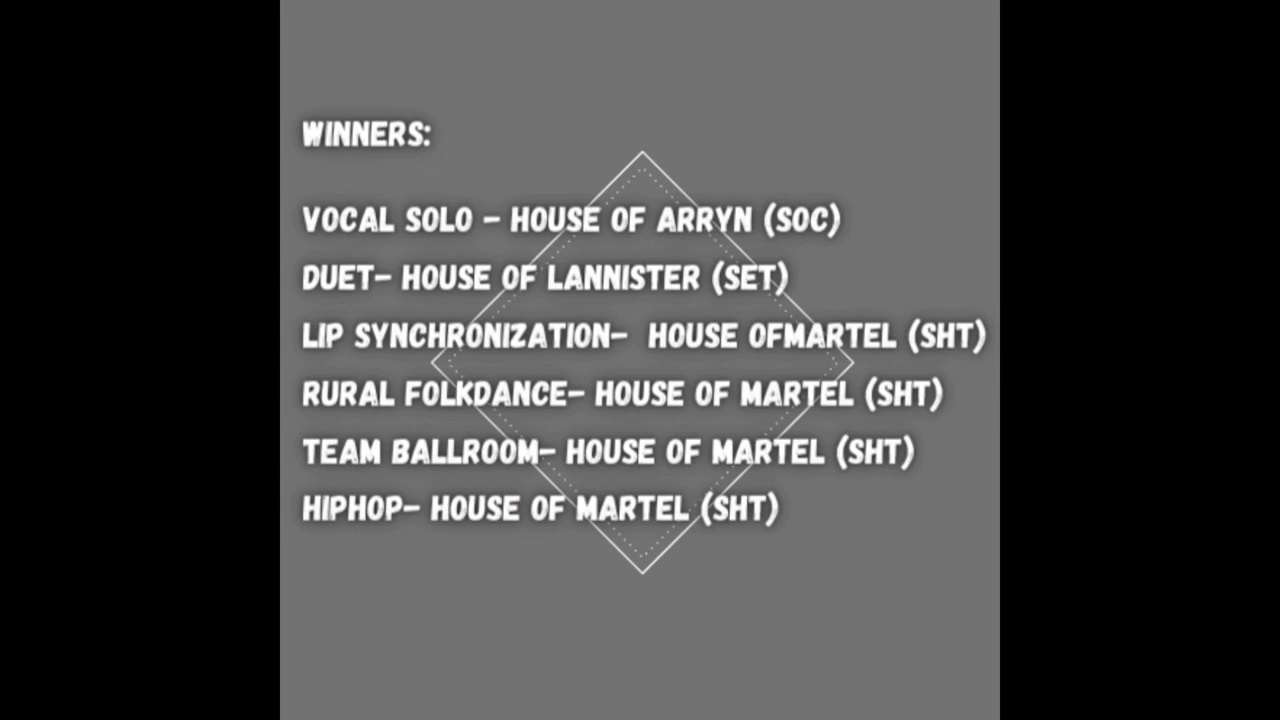 WINNERS:
VOCAL SOLO - HOUSE OF ARRYN (SOC)
DUET- HOUSE OF LANNISTER (SET)
LIP SYNCHRONIZATION- HOUSE OFMARTEL (SHT)
RURAL FOLKDANCE- HOUSE OF MARTEL (SHT)
TEAM BALLROOM- HOUSE OF MARTEL (SHT)
HIPHOP- HOUSE OF MARTEL (SHT)